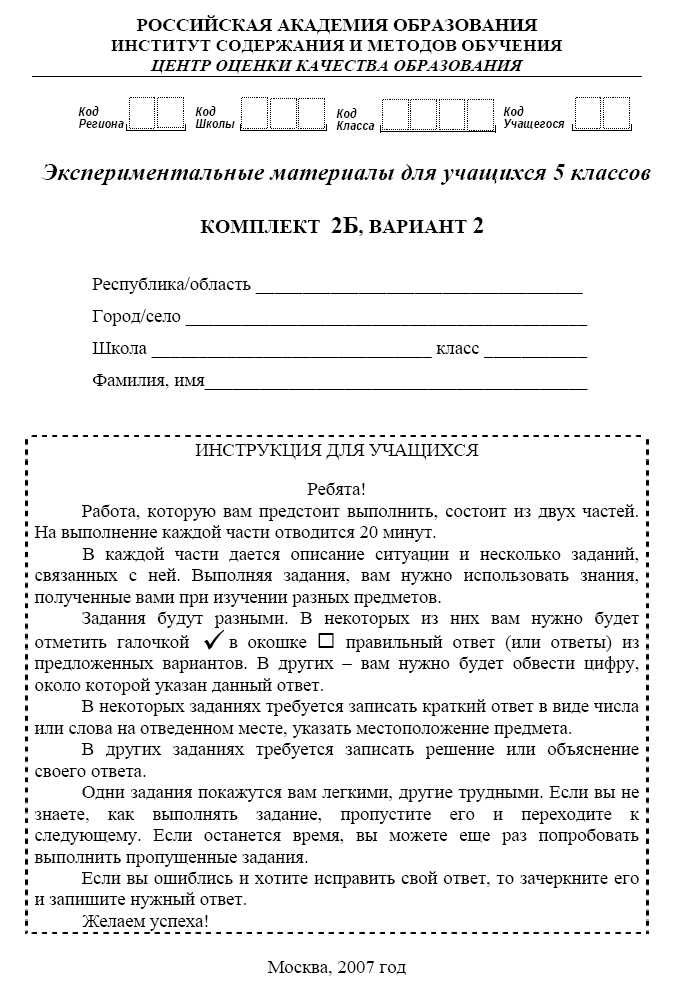 РОССИЙСКАЯ АКАДЕМИЯ ОБРАЗОВАНИЯ
ИНСТИТУТ СОДЕРЖАНИЯ И МЕТОДОВ ОБУЧЕНИЯ
ЦЕНТР ОЦЕНКИ КАЧЕСТВА ОБРАЗОВАНИЯ
Код Региона Код Школы Код Класса Код Учащегося
Экспериментальные материалы для учащихся 5 классов
КОМПЛЕКТ 2Б, ВАРИАНТ 2
Республика/область ___________________________________
Город/село ___________________________________________
Школа ______________________________ класс ___________
Фамилия, имя_________________________________________
ИНСТРУКЦИЯ ДЛЯ УЧАЩИХСЯ
Ребята!
Работа, которую вам предстоит выполнить, состоит из двух частей.
На выполнение каждой части отводится 20 минут.
В каждой части дается описание ситуации и несколько заданий,
связанных с ней. Выполняя задания, вам нужно использовать знания,
полученные вами при изучении разных предметов.
Задания будут разными. В некоторых из них вам нужно будет
отметить галочкой ✓ в окошке □ правильный ответ (или ответы) из
предложенных вариантов. В других – вам нужно будет обвести цифру,
около которой указан данный ответ.
В некоторых заданиях требуется записать краткий ответ в виде числа
или слова на отведенном месте, указать местоположение предмета.
В других заданиях требуется записать решение или объяснение
своего ответа.
Одни задания покажутся вам легкими, другие трудными. Если вы не
знаете, как выполнять задание, пропустите его и переходите к
следующему. Если останется время, вы можете еще раз попробовать
выполнить пропущенные задания.
Если вы ошиблись и хотите исправить свой ответ, то зачеркните его
и запишите нужный ответ.
Желаем успеха!
Москва, 2007 год